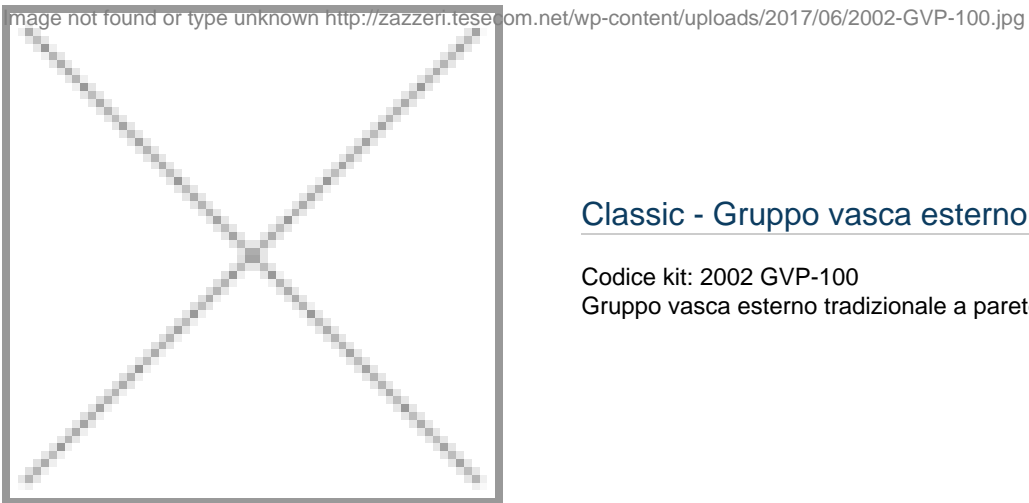 Image not found or type unknown http://zazzeri.tesecom.net/wp-content/uploads/2017/06/2002-GVP-100.jpg
Classic - Gruppo vasca esterno
Codice kit: 2002 GVP-100
Gruppo vasca esterno tradizionale a paret